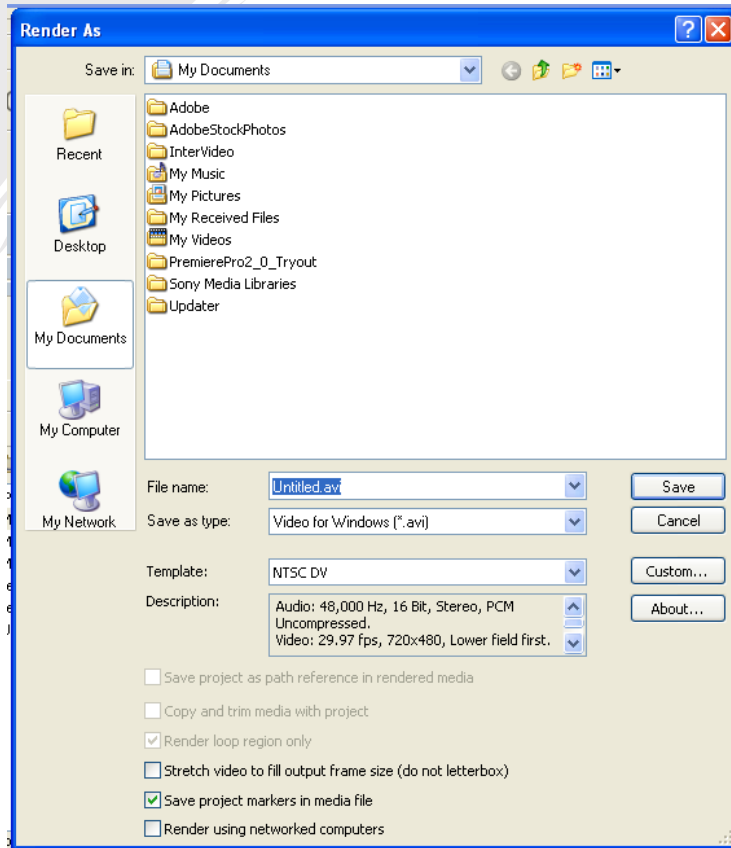 Render As
Save in: My Documents
Recent
Desktop
My Documents
My Computer
My Network
Adobe
AdobeStockPhotos
InterVideo
My Music
My Pictures
My Received Files
My Videos
PremierePro2_0_Tryout
Sony Media Libraries
Updater
File name: Untitled.avi Save
Save as type: Video for Windows (*.avi) Cancel
Template: NTSC DV Custom...
Description: Audio: 48,000 Hz, 16 Bit, Stereo, PCM About...
Uncompressed.
Video: 29.97 fps, 720x480, Lower field first.
Save project as path reference in rendered media
Copy and trim media with project
Render loop region only
Stretch video to fill output frame size (do not letterbox)
Save project markers in media file
Render using networked computers